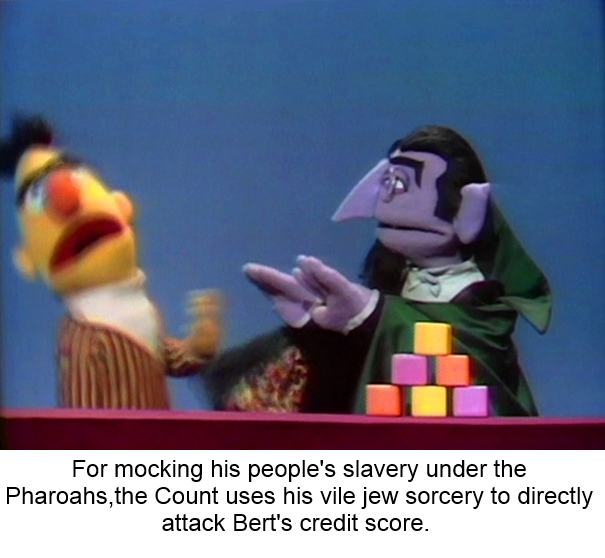 For mocking his people's slavery under the
Pharoahs,the Count uses his vile jew sorcery to directly
attack Bert's credit score.